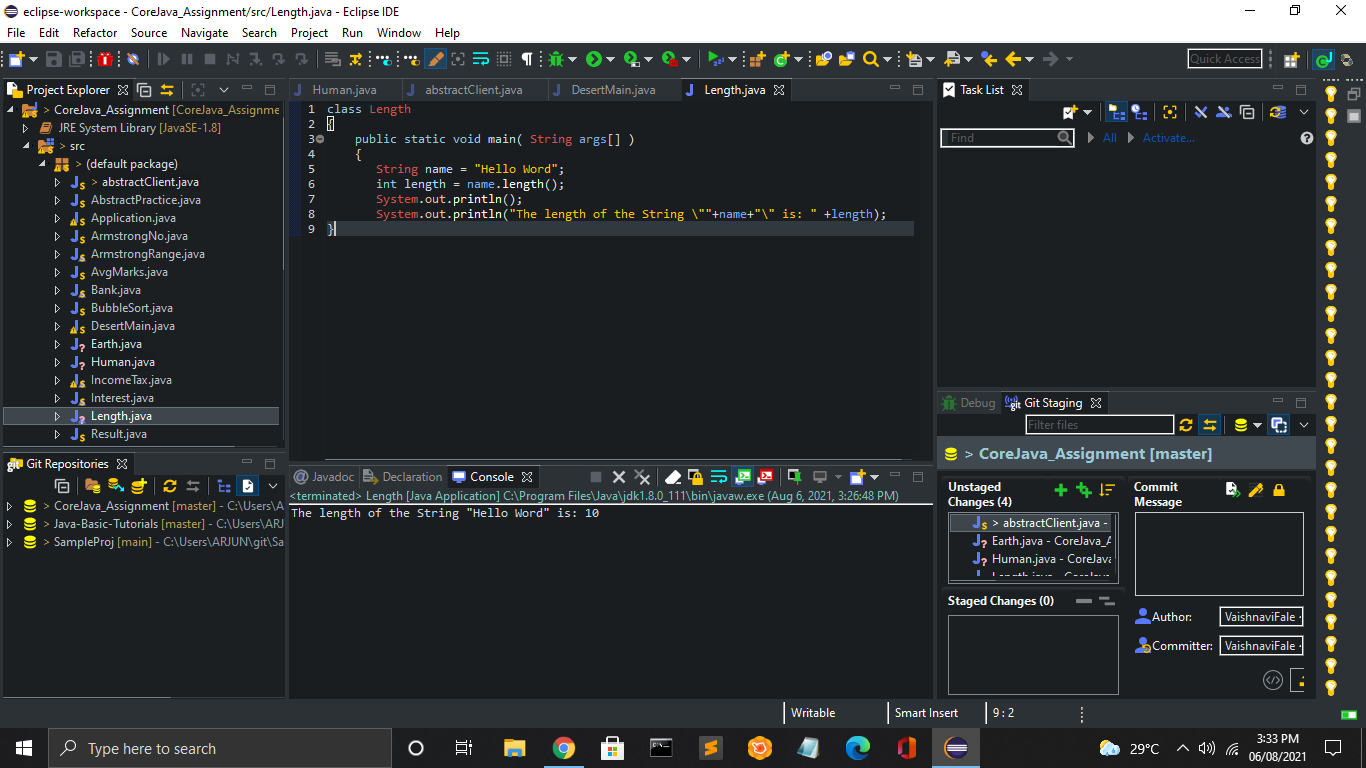 eclipse-workspace - CoreJava_Assignment/src/Length.java - Eclipse IDE
File Edit Refactor Source Navigate Search Project Run Window Help
Quick Access
Project Explorer
> CoreJava_Assignment [CoreJava_Assignme
JRE System Library [JavaSE-1.8]
> src
> (default package)
> abstractClient.java
AbstractPractice.java
Application.java
ArmstrongNo.java
ArmstrongRange.java
AvgMarks.java
Bank.java
BubbleSort.java
DesertMain.java
Earth.java
Human.java
IncomeTax.java
Interest.java
Length.java
Result.java
Git Repositories
> CoreJava_Assignment [master] - C:\Users\A
> Java-Basic-Tutorials [master] - C:\Users\ARJ
> SampleProj [main] - C:\Users\ARJUN\git\Sa
Human.java abstractClient.java DesertMain.java Length.java
1 class Length
2 {
3 public static void main( String args[] )
4 {
5 String name = "Hello Word";
6 int length = name.length();
7 System.out.println();
8 System.out.println("The length of the String \""+name+"\" is: " +length);
9 }
Javadoc Declaration Console
<terminated> Length [Java Application] C:\Program Files\Java\jdk1.8.0_111\bin\javaw.exe (Aug 6, 2021, 3:26:48 PM)
The length of the String "Hello Word" is: 10
Task List
Find All Activate...
Debug Git Staging
Filter files
> CoreJava_Assignment [master]
Unstaged Changes (4)
> abstractClient.java -
Earth.java - CoreJava_A
Human.java - CoreJava
Length.java - CoreJava
Staged Changes (0)
Commit Message
Author: VaishnaviFale
Committer: VaishnaviFale
Writable Smart Insert 9 : 2
Type here to search
29°C
3:33 PM
06/08/2021